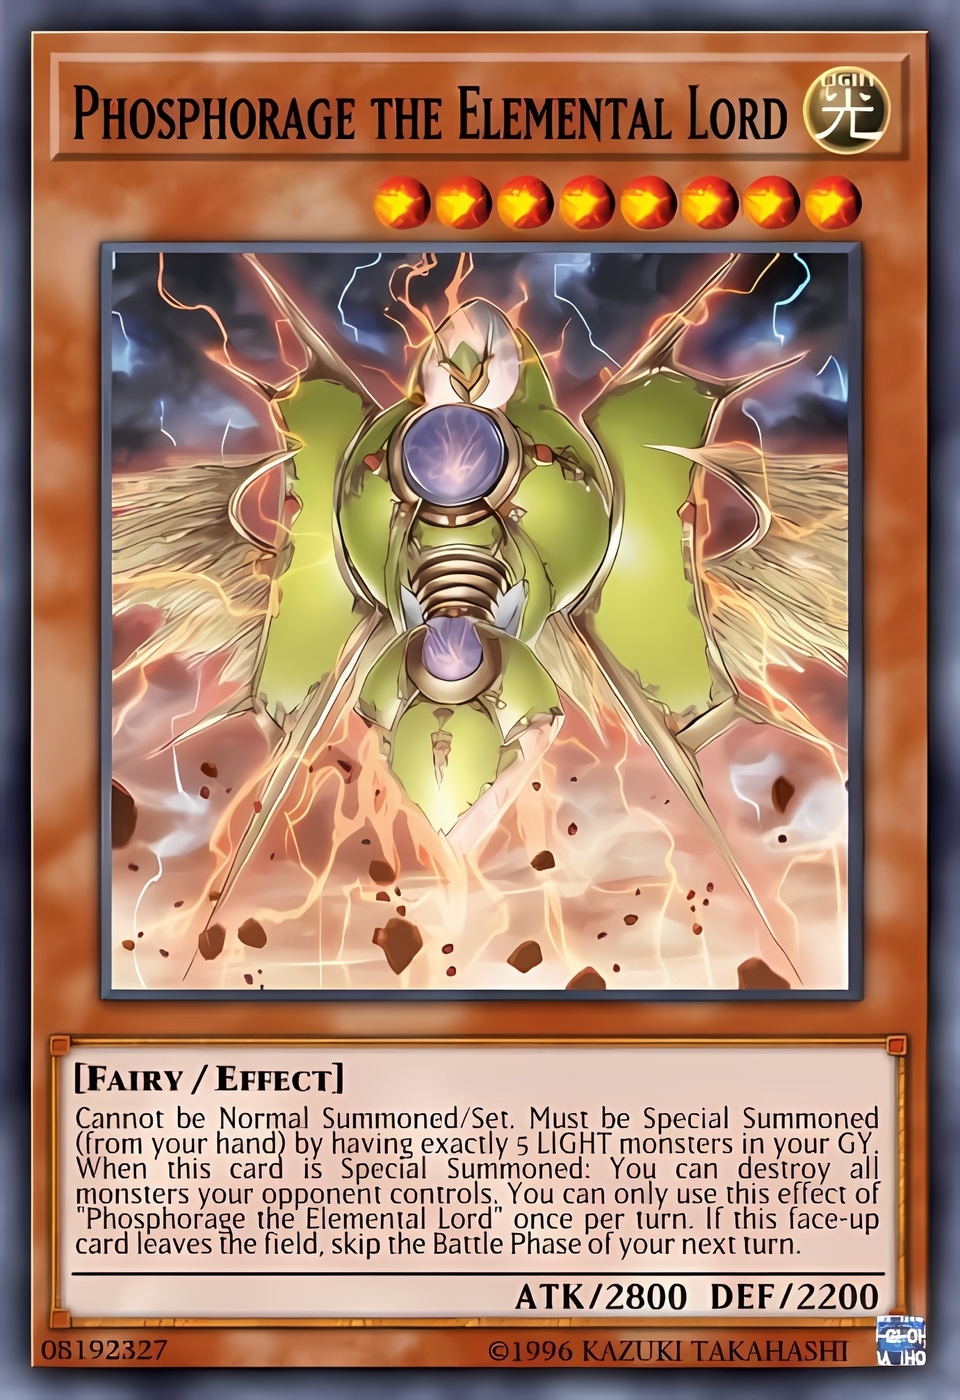 Phosphorage the Elemental Lord
光
[Fairy / Effect]
Cannot be Normal Summoned/Set. Must be Special Summoned
(from your hand) by having exactly 5 LIGHT monsters in your GY.
When this card is Special Summoned: You can destroy all
monsters your opponent controls. You can only use this effect of
"Phosphorage the Elemental Lord" once per turn. If this face-up
card leaves the field, skip the Battle Phase of your next turn.
ATK/2800 DEF/2200
08192327 ©1996 KAZUKI TAKAHASHI